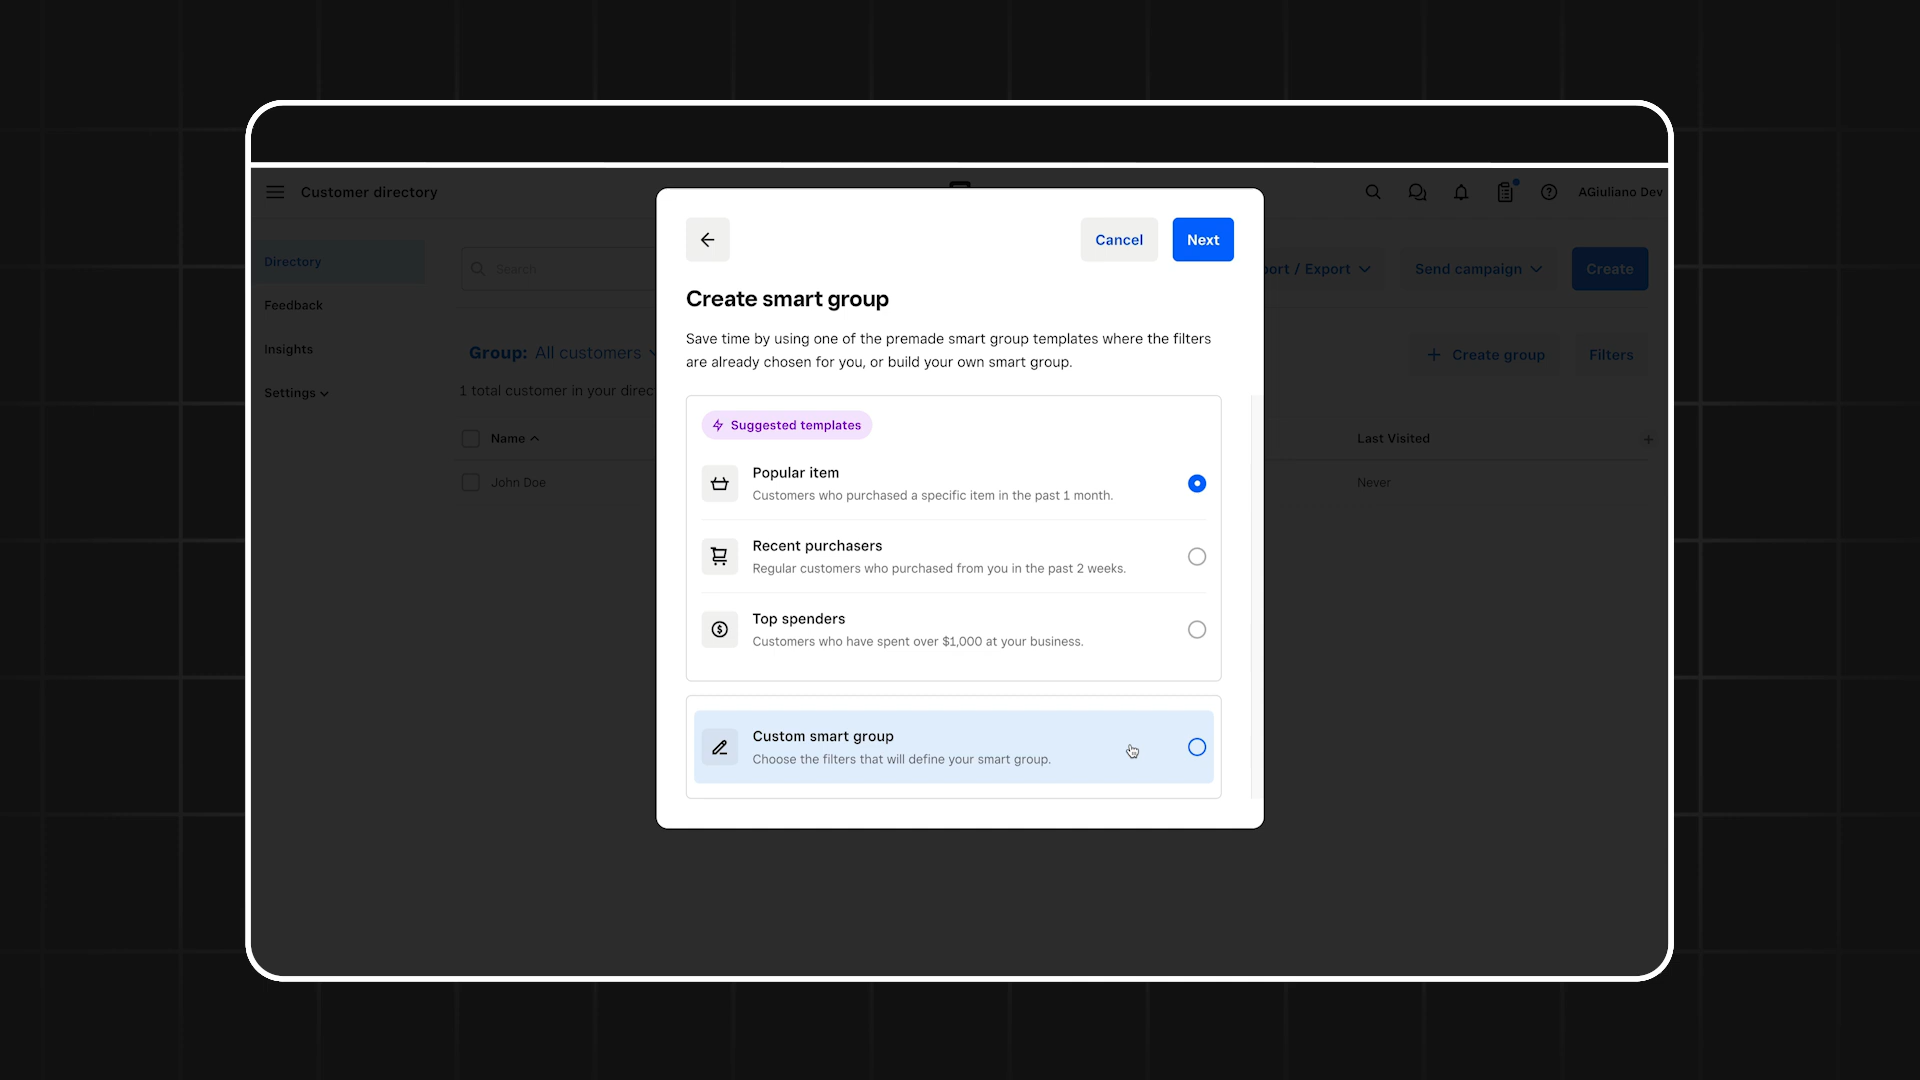 Customer directory
AGiuliano Dev
Directory
Feedback
Insights
Settings
Search
Export
Send campaign
Create
Group: All customers
Create group
Filters
1 total customer in your
Name
Last Visited
John Doe
Never
Cancel
Next
Create smart group
Save time by using one of the premade smart group templates where the filters
are already chosen for you, or build your own smart group.
Suggested templates
Popular item
Customers who purchased a specific item in the past 1 month.
Recent purchasers
Regular customers who purchased from you in the past 2 weeks.
Top spenders
Customers who have spent over $1,000 at your business.
Custom smart group
Choose the filters that will define your smart group.